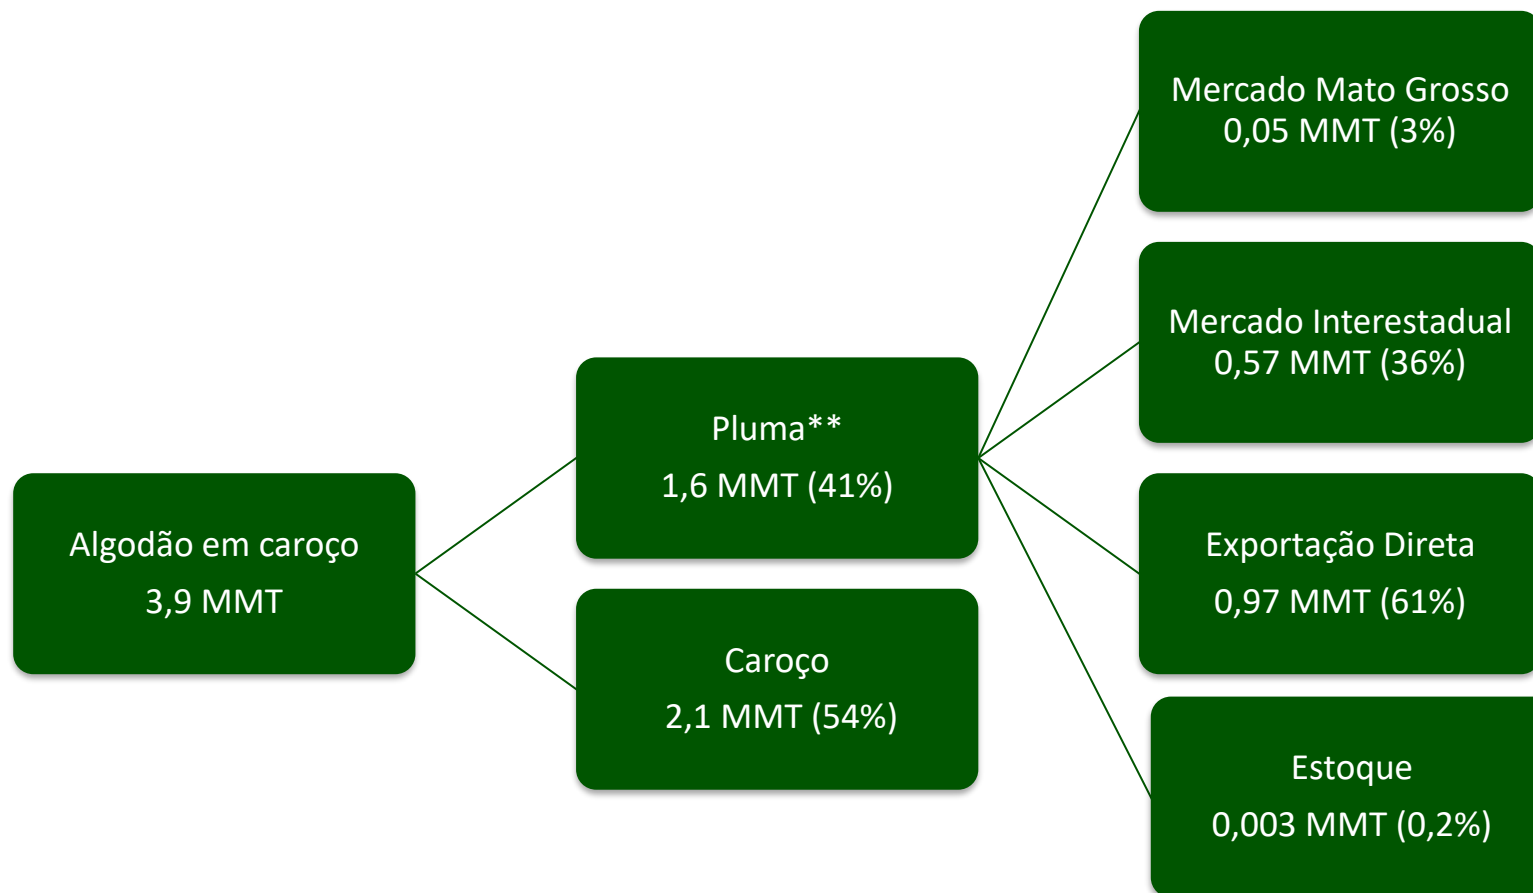 Algodão em caroço
3,9 MMT
Pluma**
1,6 MMT (41%)
Caroço
2,1 MMT (54%)
Mercado Mato Grosso
0,05 MMT (3%)
Mercado Interestadual
0,57 MMT (36%)
Exportação Direta
0,97 MMT (61%)
Estoque
0,003 MMT (0,2%)